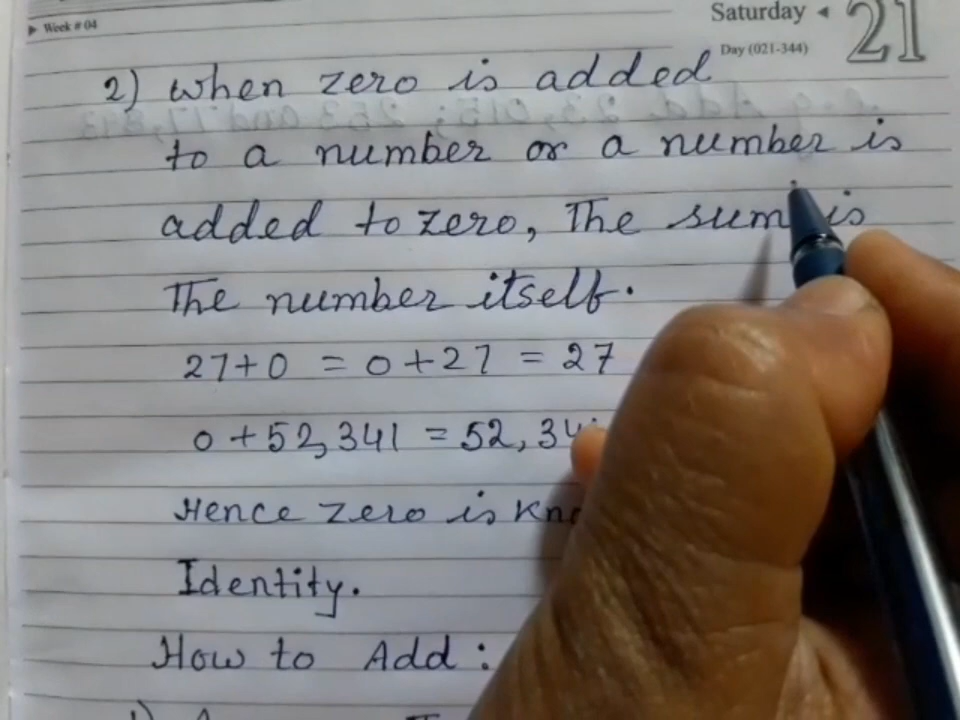 Week # 04
Saturday
21
Day (021-344)
2) when zero is added
to a number or a number is
added to zero, The sum is
The number itself.
27+0 = 0+27 = 27
0 + 52,341 = 52,34
Hence zero is
Identity.
How to Add :